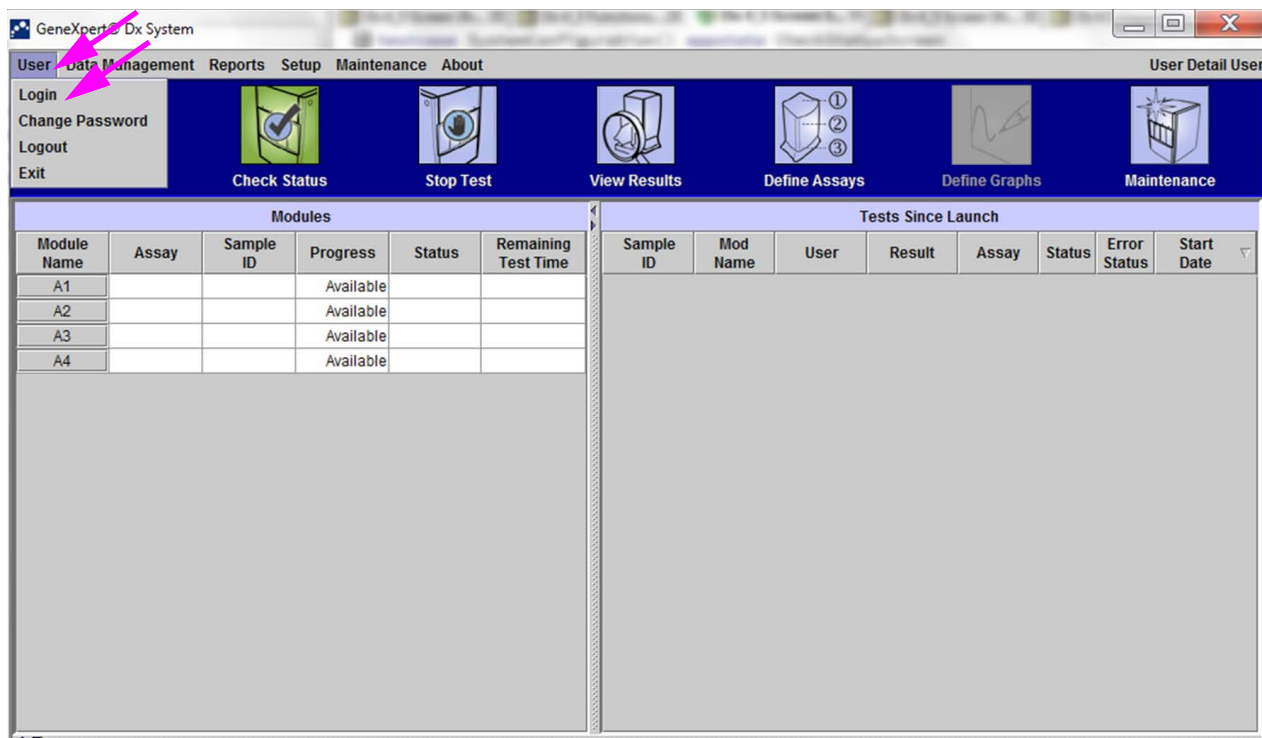 GeneXpert® Dx System
User Data Management Reports Setup Maintenance About User Detail User
Login
Change Password
Logout
Exit
Check Status Stop Test View Results Define Assays Define Graphs Maintenance
1
2
3
Modules
Module Name Assay Sample ID Progress Status Remaining Test Time
A1 Available
A2 Available
A3 Available
A4 Available
Tests Since Launch
Sample ID Mod Name User Result Assay Status Error Status Start Date